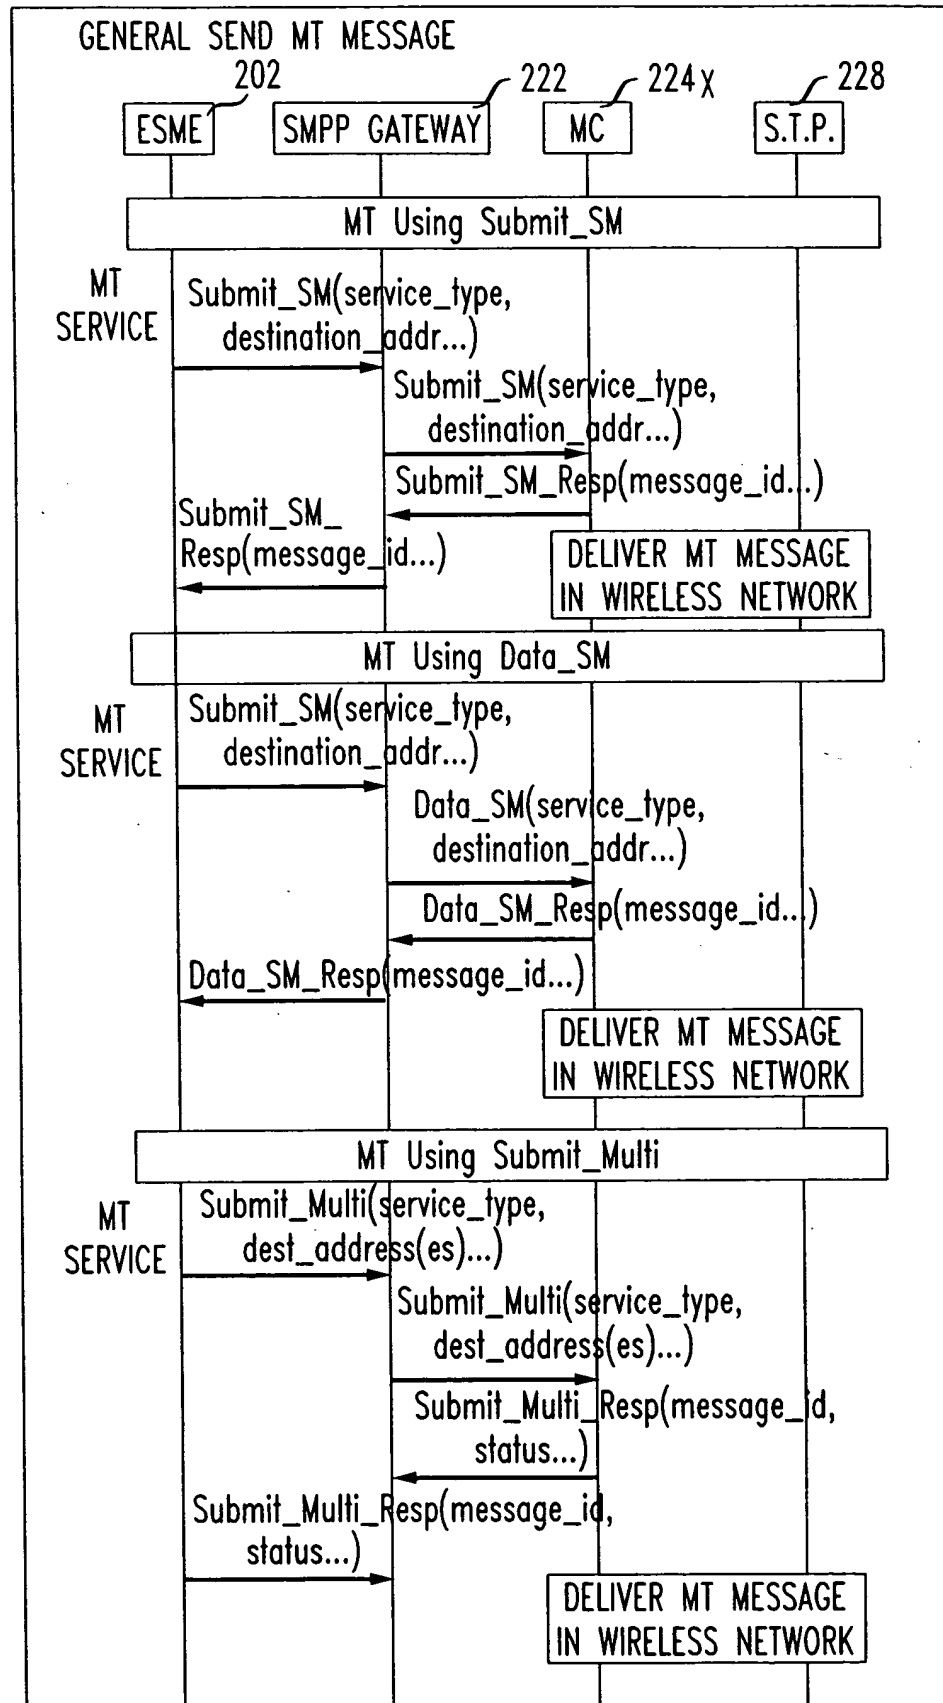 GENERAL SEND MT MESSAGE
202
222
224x
228
ESME
SMPP GATEWAY
MC
S.T.P.
MT Using Submit_SM
MT
SERVICE
Submit_SM(service_type,
destination_addr...)
Submit_SM(service_type,
destination_addr...)
Submit_SM_Resp(message_id...)
Submit_SM_
Resp(message_id...)
DELIVER MT MESSAGE
IN WIRELESS NETWORK
MT Using Data_SM
MT
SERVICE
Submit_SM(service_type,
destination_addr...)
Data_SM(service_type,
destination_addr...)
Data_SM_Resp(message_id...)
Data_SM_Resp(message_id...)
DELIVER MT MESSAGE
IN WIRELESS NETWORK
MT Using Submit_Multi
MT
SERVICE
Submit_Multi(service_type,
dest_address(es)...)
Submit_Multi(service_type,
dest_address(es)...)
Submit_Multi_Resp(message_id,
status...)
Submit_Multi_Resp(message_id,
status...)
DELIVER MT MESSAGE
IN WIRELESS NETWORK